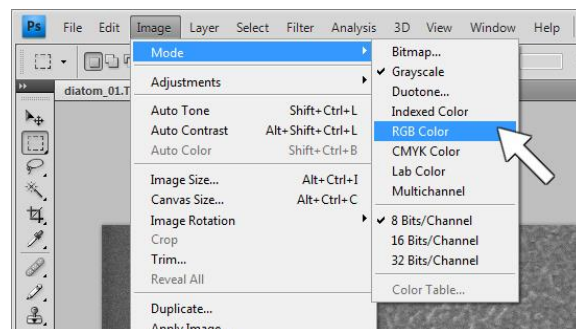 Ps File Edit Image Layer Select Filter Analysis 3D View Window Help
diatom_01.T
Mode
Adjustments
Auto Tone Shift+Ctrl+L
Auto Contrast Alt+Shift+Ctrl+L
Auto Color Shift+Ctrl+B
Image Size... Alt+Ctrl+I
Canvas Size... Alt+Ctrl+C
Image Rotation
Crop
Trim...
Reveal All
Duplicate...
Apply Image
Bitmap...
Grayscale
Duotone...
Indexed Color
RGB Color
CMYK Color
Lab Color
Multichannel
8 Bits/Channel
16 Bits/Channel
32 Bits/Channel
Color Table...